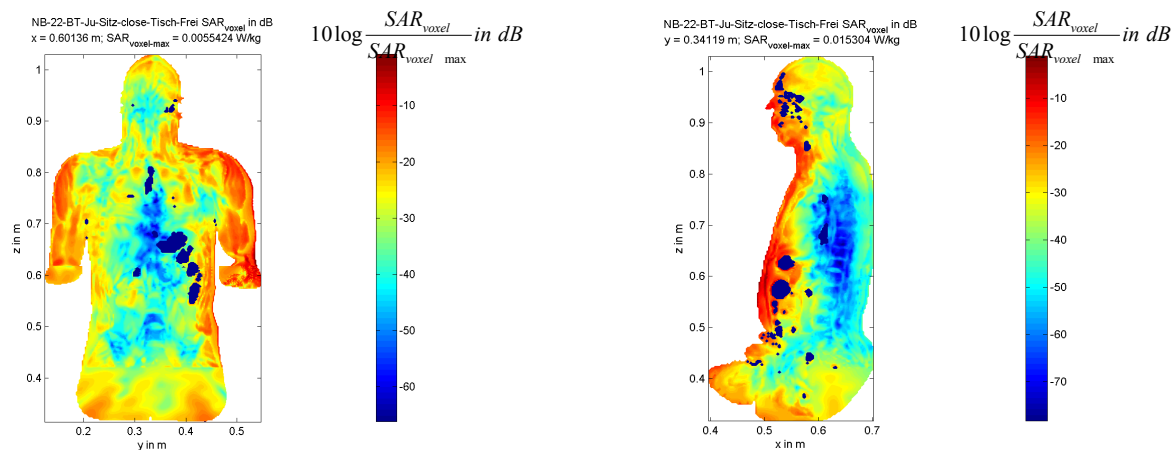 NB-22-BT-Ju-Sitz-close-Tisch-Frei SAR_voxel in dB
x = 0.60136 m; SAR_voxel-max = 0.0055424 W/kg
1
0.9
0.8
0.7
0.6
0.5
0.4
z in m
0.2 0.3 0.4 0.5
y in m
10 log SAR_voxel / SAR_voxel max in dB
-10
-20
-30
-40
-50
-60
NB-22-BT-Ju-Sitz-close-Tisch-Frei SAR_voxel in dB
y = 0.34119 m; SAR_voxel-max = 0.015304 W/kg
1
0.9
0.8
0.7
0.6
0.5
0.4
z in m
0.4 0.5 0.6 0.7
x in m
10 log SAR_voxel / SAR_voxel max in dB
-10
-20
-30
-40
-50
-60
-70